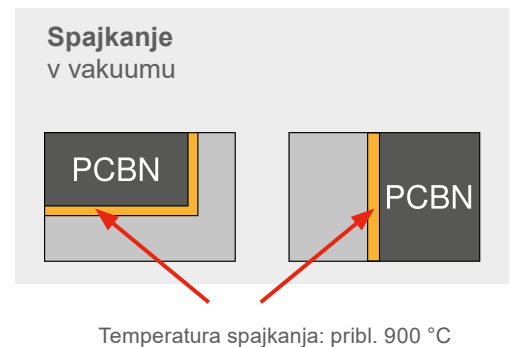 Spajkanje
v vakuumu
PCBN
PCBN
Temperatura spajkanja: pribl. 900 °C